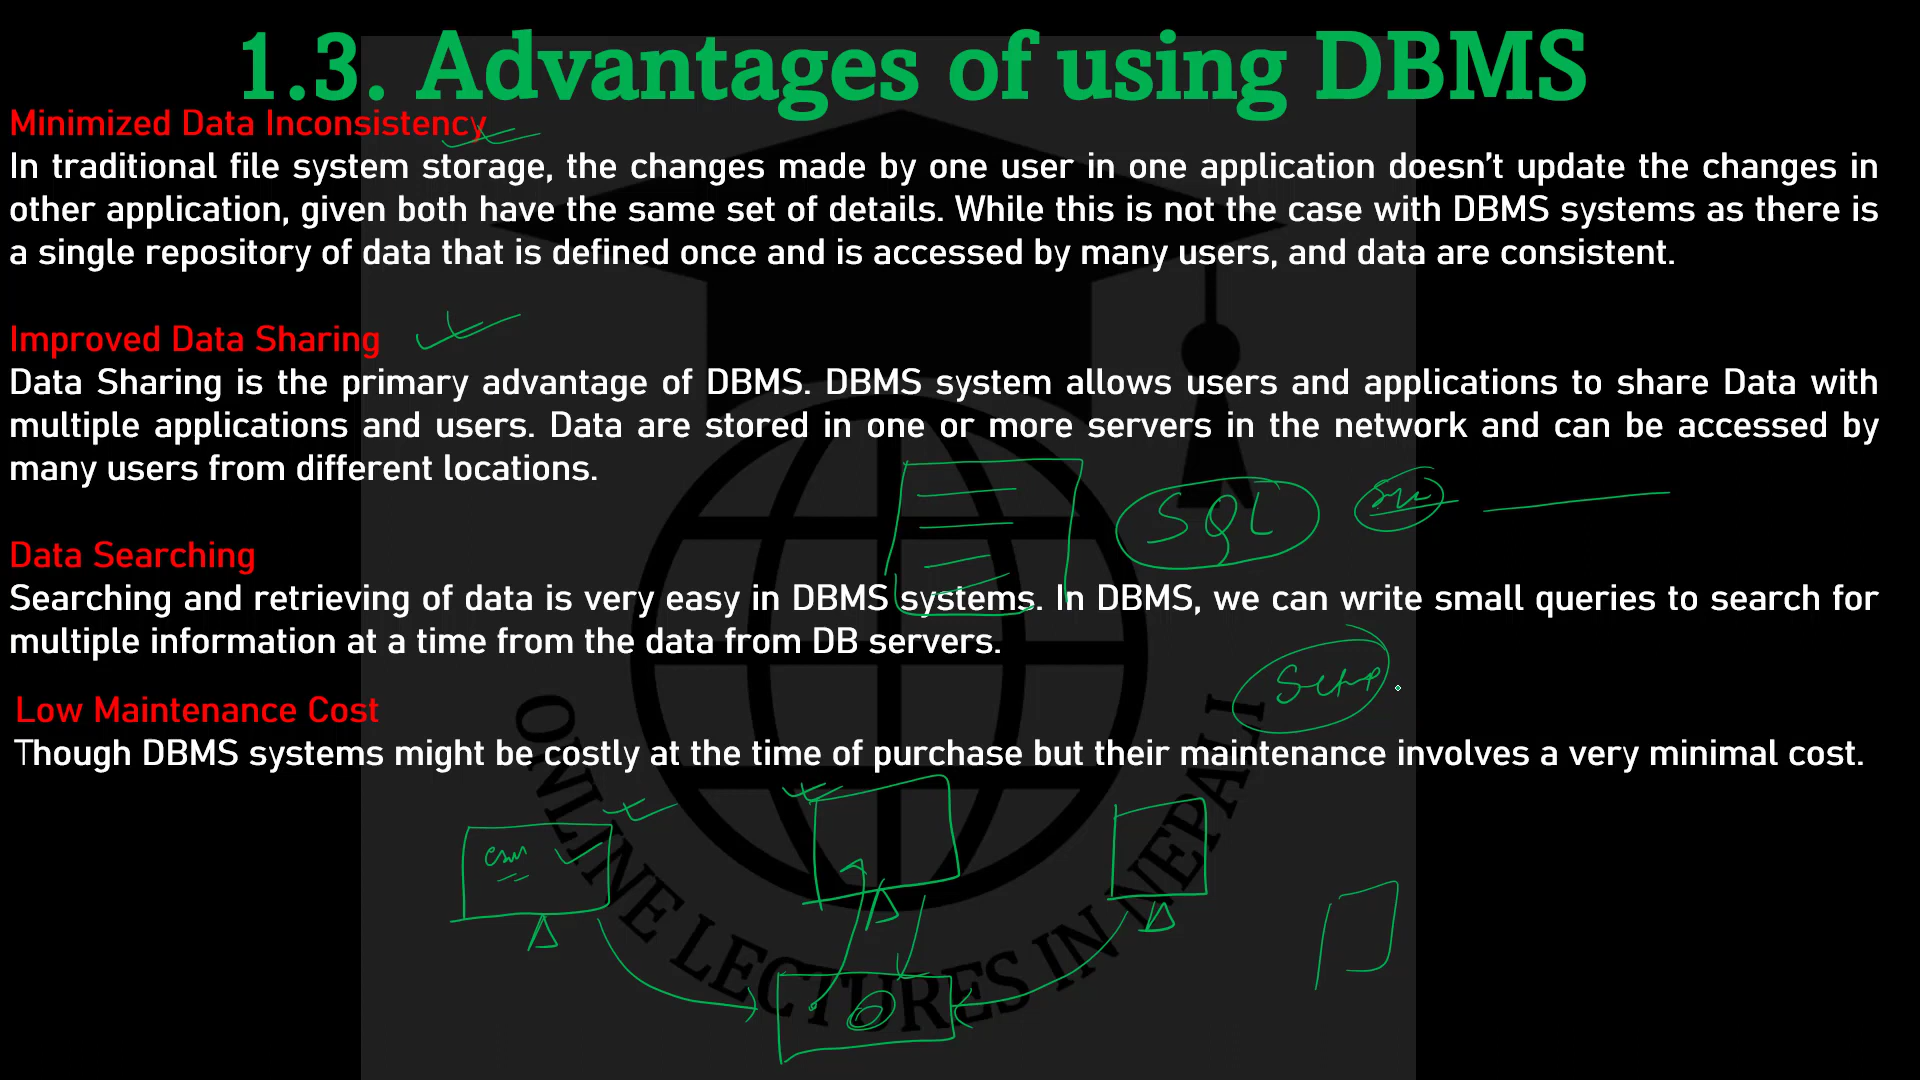 1.3. Advantages of using DBMS
Minimized Data Inconsistency
In traditional file system storage, the changes made by one user in one application doesn’t update the changes in
other application, given both have the same set of details. While this is not the case with DBMS systems as there is
a single repository of data that is defined once and is accessed by many users, and data are consistent.
Improved Data Sharing
Data Sharing is the primary advantage of DBMS. DBMS system allows users and applications to share Data with
multiple applications and users. Data are stored in one or more servers in the network and can be accessed by
many users from different locations.
SQL
Data Searching
Searching and retrieving of data is very easy in DBMS systems. In DBMS, we can write small queries to search for
multiple information at a time from the data from DB servers.
Setup
Low Maintenance Cost
Though DBMS systems might be costly at the time of purchase but their maintenance involves a very minimal cost.
ONLINE LECTURES IN NEPALI